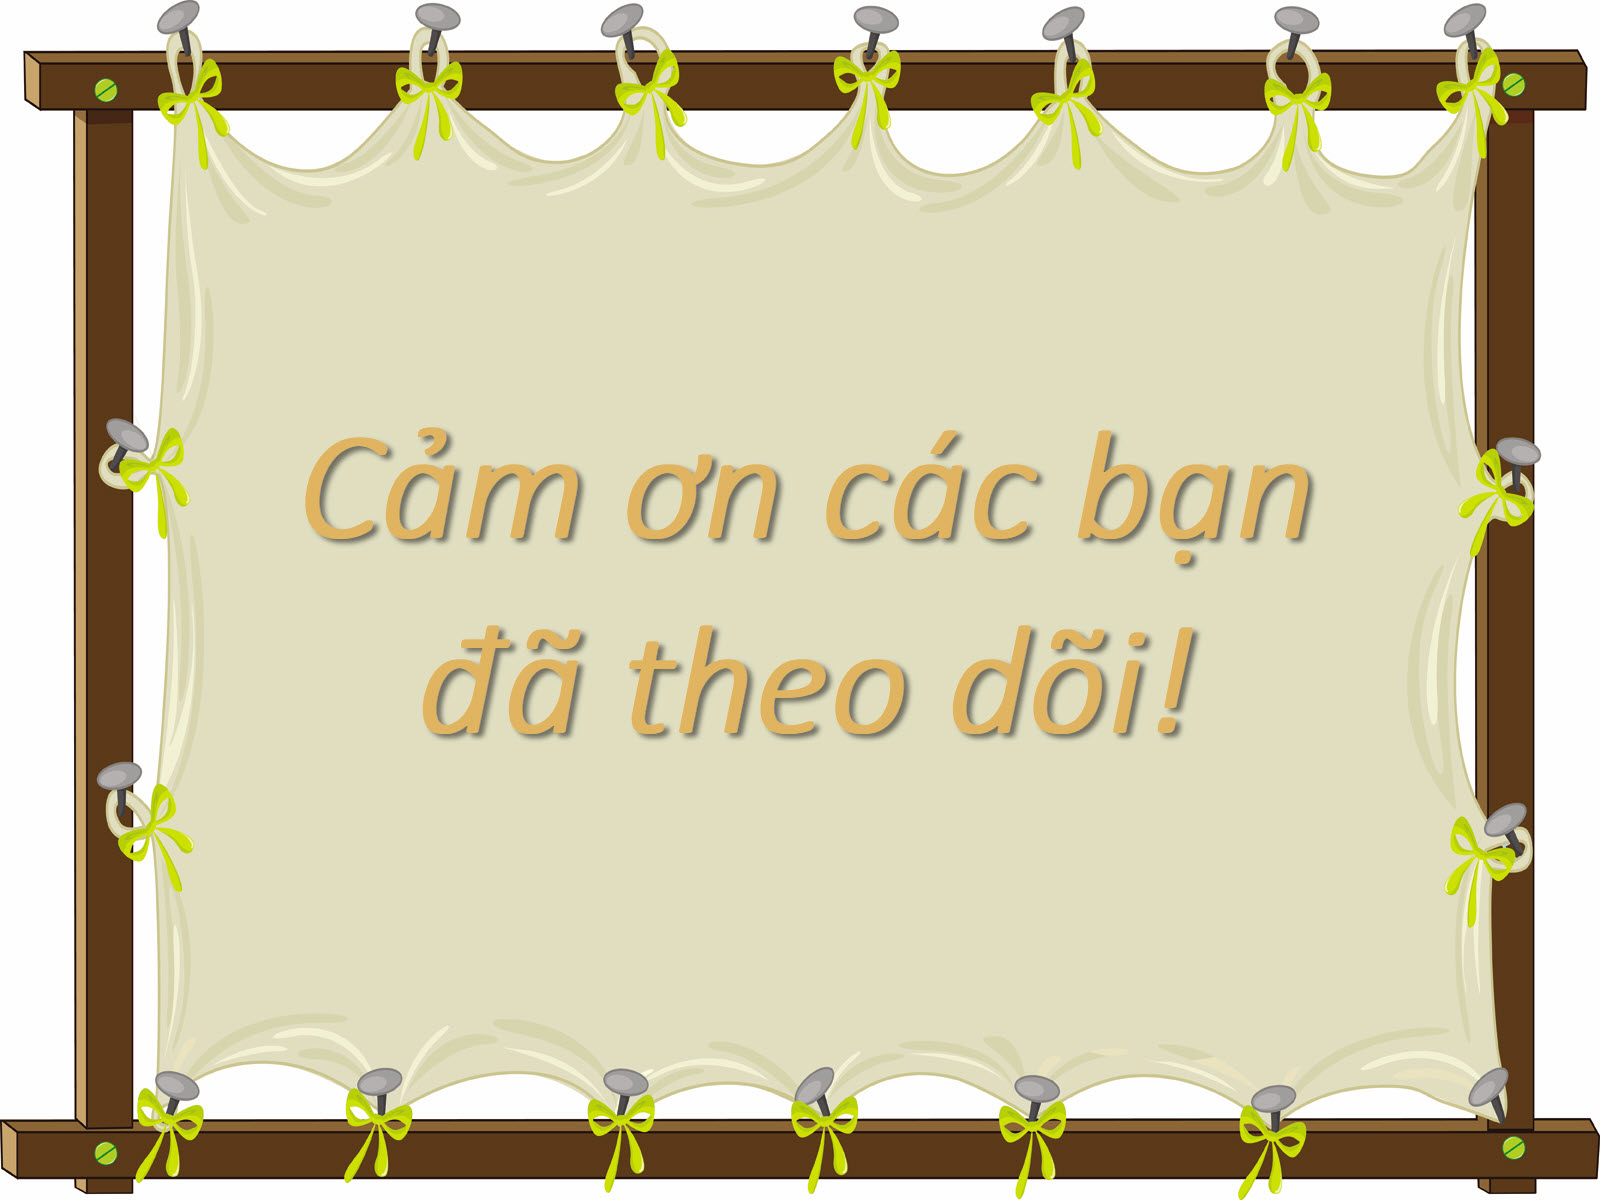 Cảm ơn các bạn
đã theo dõi!